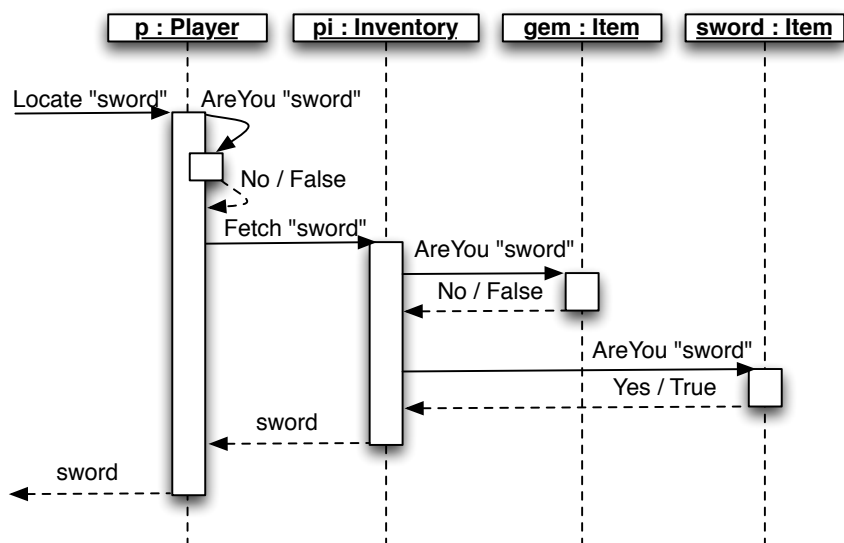 p : Player
pi : Inventory
gem : Item
sword : Item
Locate "sword"
AreYou "sword"
No / False
Fetch "sword"
AreYou "sword"
No / False
AreYou "sword"
Yes / True
sword
sword